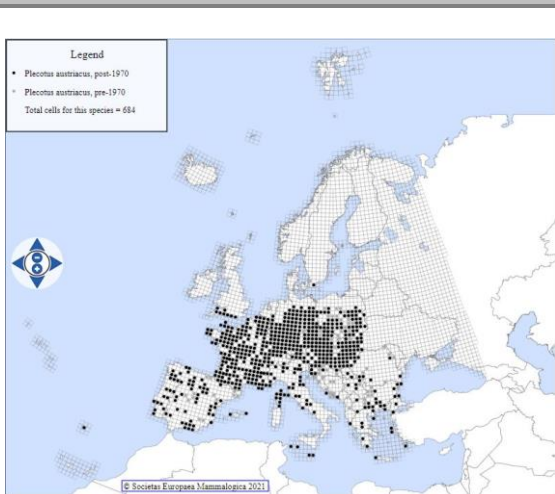 Legend
Plecotus austriacus, post-1970
Plecotus austriacus, pre-1970
Total cells for this species = 684
© Societas Europaea Mammalogica 2021